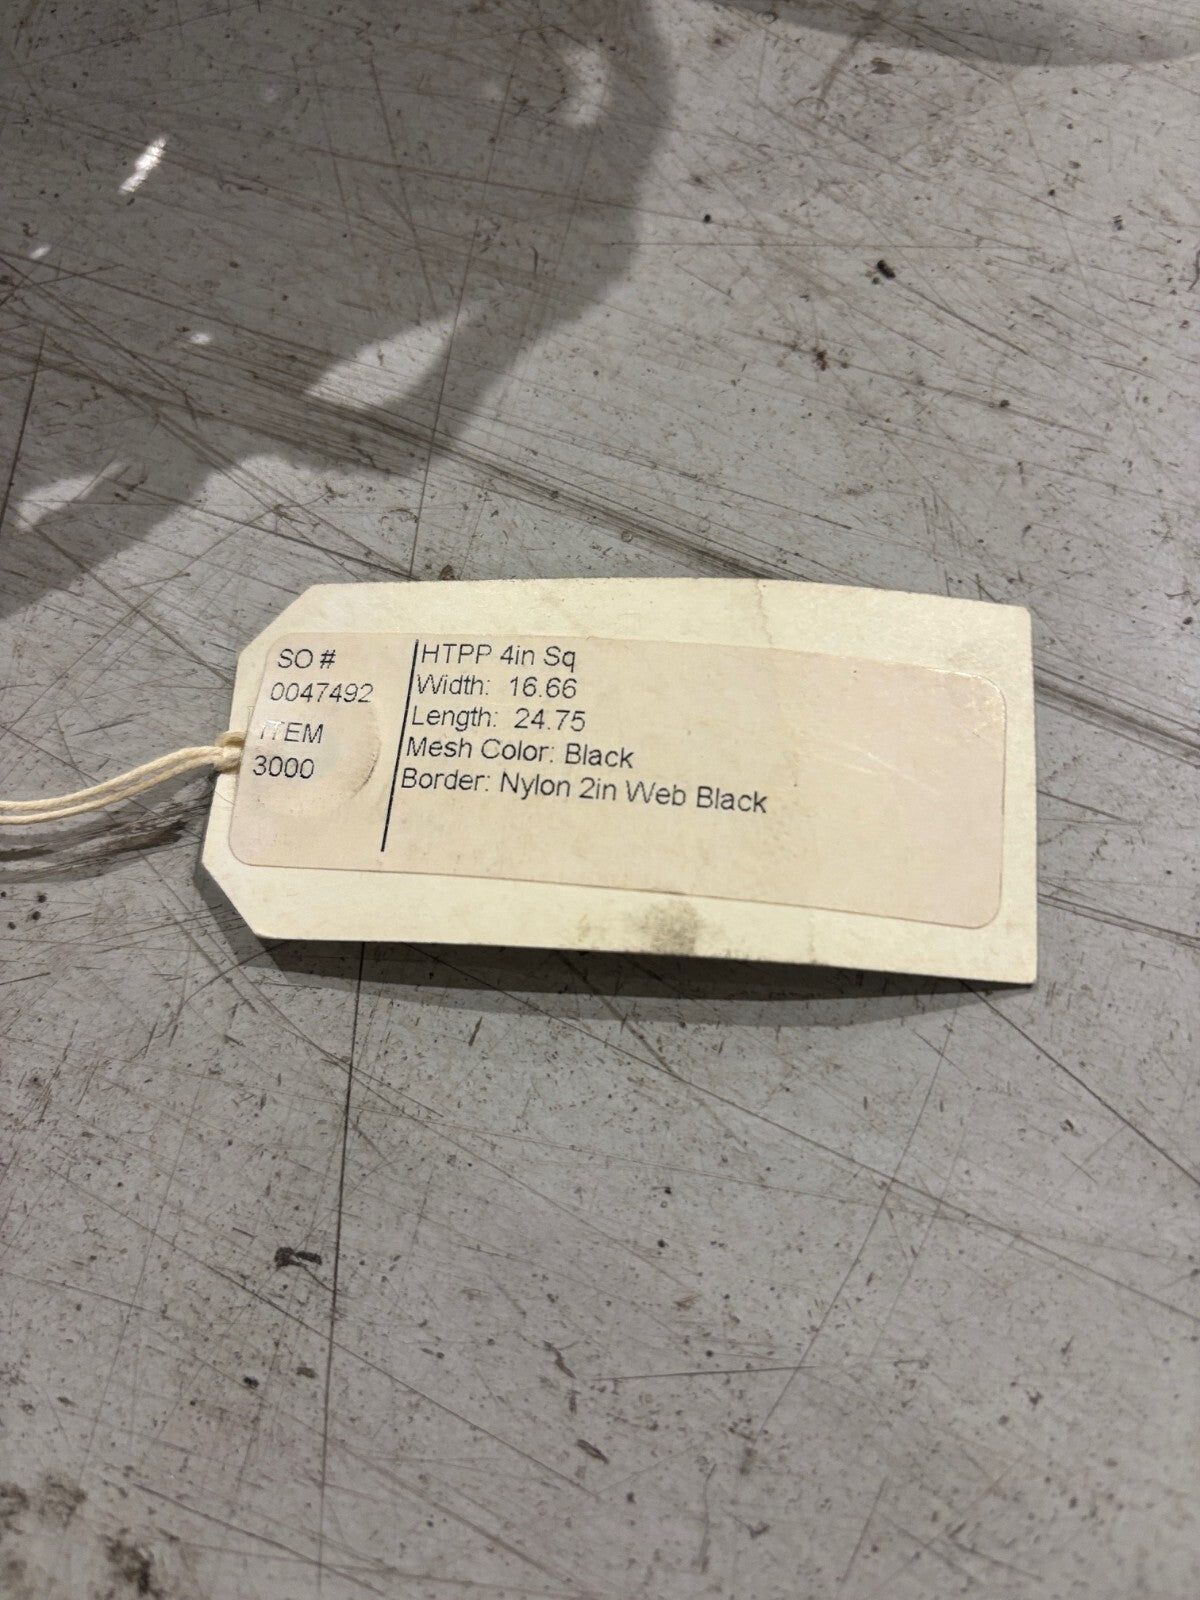 SO #
0047492
ITEM
3000
HTPP 4in Sq
Width: 16.66
Length: 24.75
Mesh Color: Black
Border: Nylon 2in Web Black